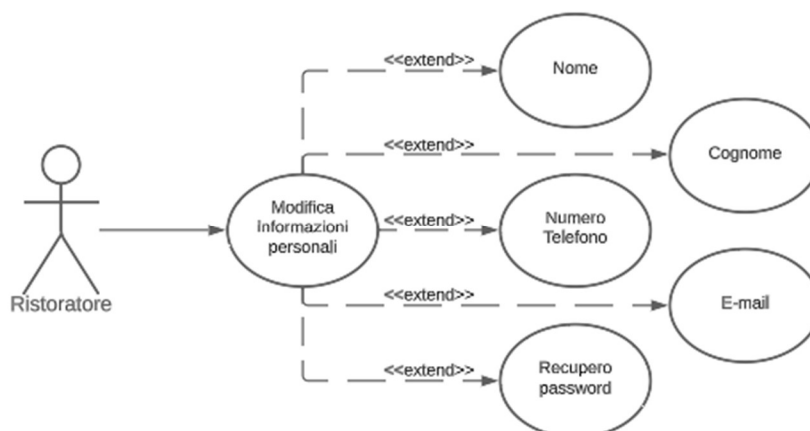 <<extend>>
Nome
<<extend>>
Cognome
Modifica
Informazioni
personali
<<extend>>
Numero
Telefono
Ristoratore
<<extend>>
E-mail
<<extend>>
Recupero
password